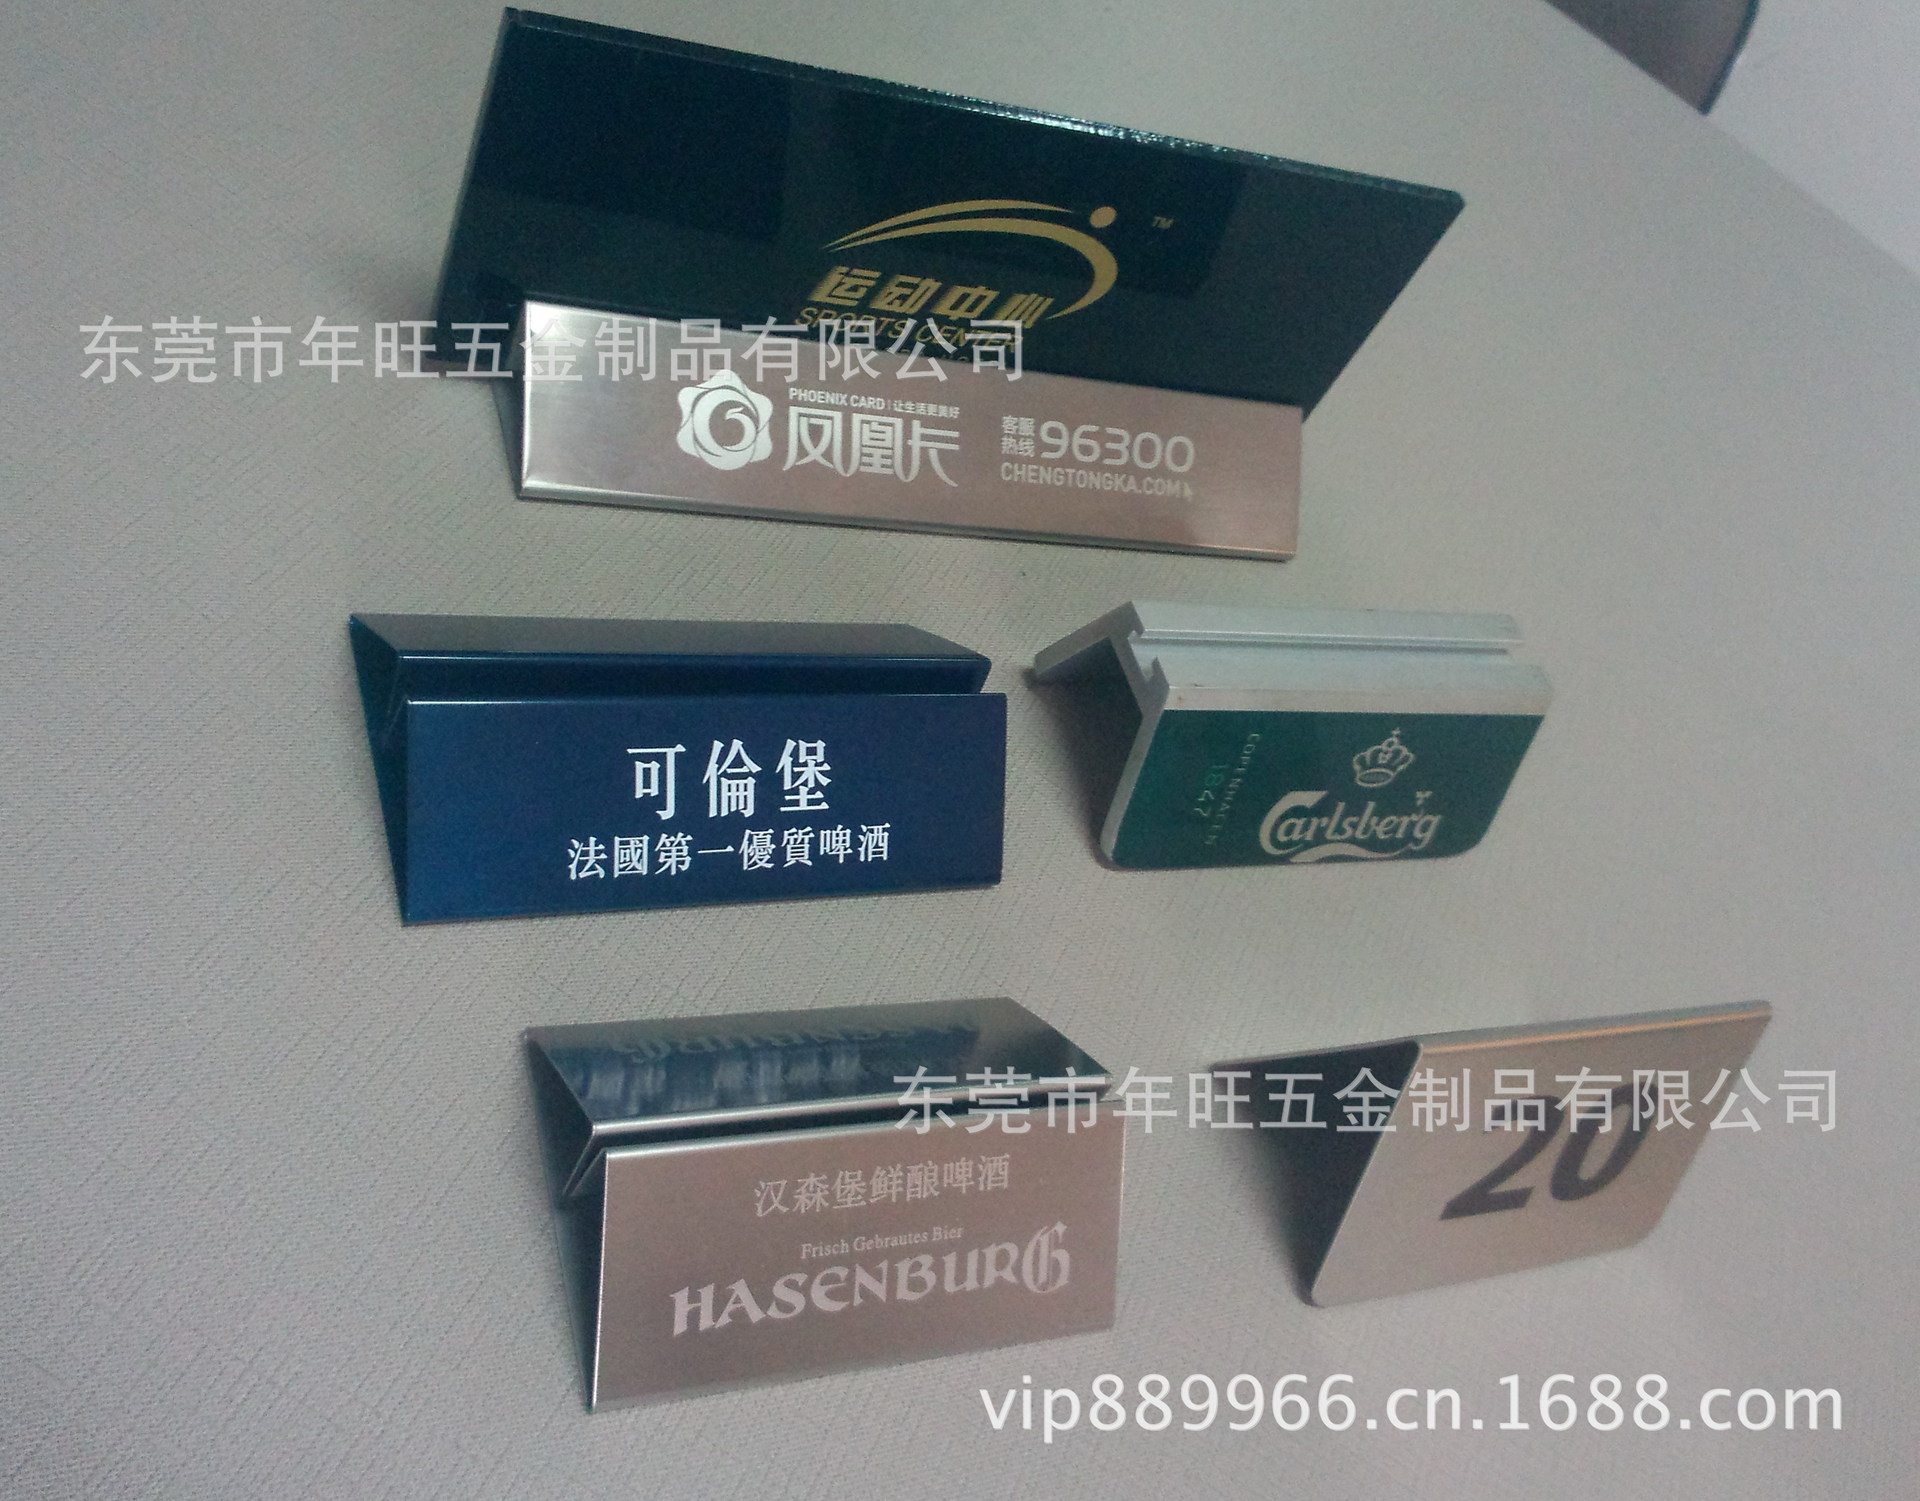 ™
运动中心
SPORTS CENTER
东莞市年旺五金制品有限公司
PHOENIX CARD | 让生活更美好
凤凰卡
客服
热线 96300
CHENGTONGKA.COM
可倫堡
法國第一優質啤酒
COPENHAGEN
1847
Carlsberg
东莞市年旺五金制品有限公司
20
汉森堡鲜酿啤酒
Frisch Gebrautes Bier
HASENBURG
vip889966.cn.1688.com